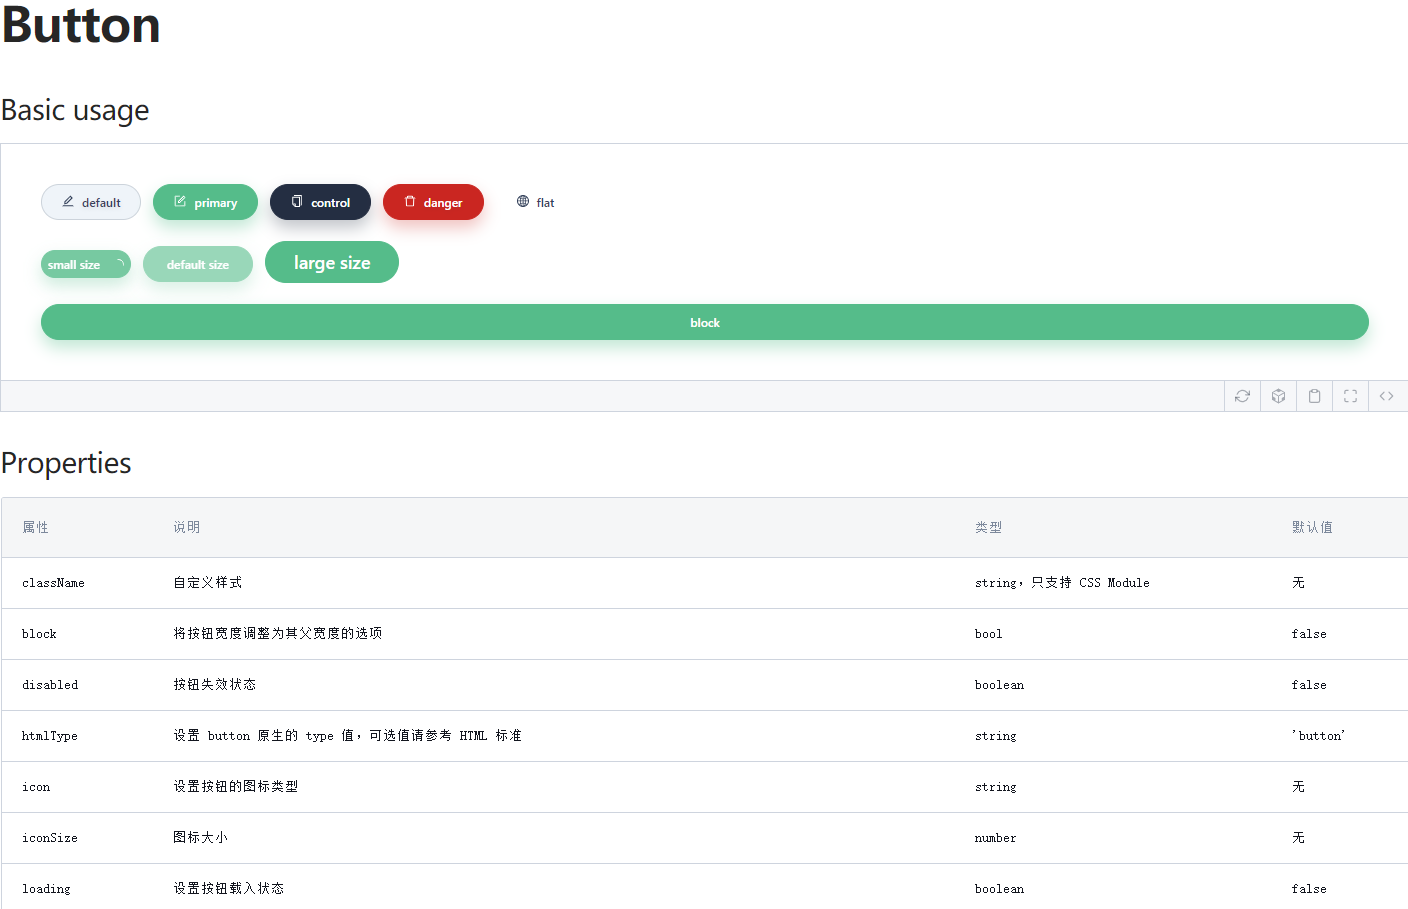 Button
Basic usage
default primary control danger flat
small size default size large size
block
Properties
属性 说明 类型 默认值
className 自定义样式 string，只支持 CSS Module 无
block 将按钮宽度调整为其父宽度的选项 bool false
disabled 按钮失效状态 boolean false
htmlType 设置 button 原生的 type 值，可选值请参考 HTML 标准 string 'button'
icon 设置按钮的图标类型 string 无
iconSize 图标大小 number 无
loading 设置按钮载入状态 boolean false